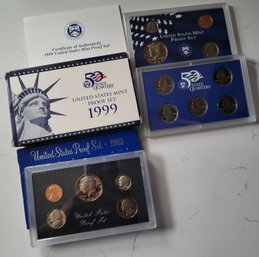 Certificate of Authenticity
1999 United States Mint Proof Set
UNITED STATES MINT
PROOF SET
50 STATE
QUARTERS
UNITED STATES MINT
PROOF SET
1999
50 STATE
QUARTERS
United States Proof Set - 1983
United States
Proof Set